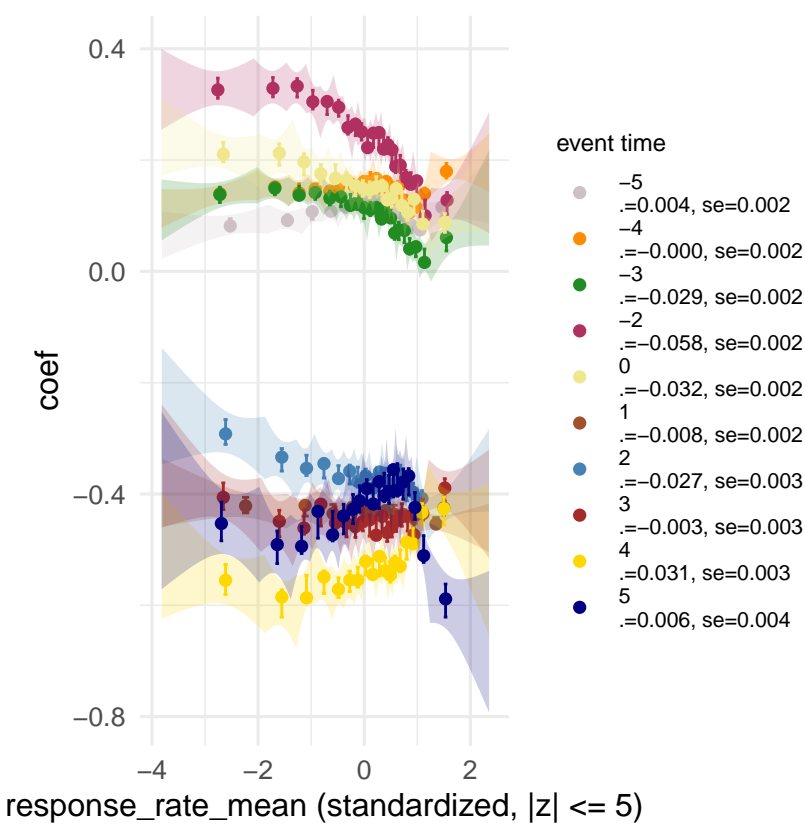 0.4
0.0
−0.4
−0.8
coef
−4
−2
0
2
response_rate_mean (standardized, |z| <= 5)
event time
−5
.=0.004, se=0.002
−4
.=−0.000, se=0.002
−3
.=−0.029, se=0.002
−2
.=−0.058, se=0.002
0
.=−0.032, se=0.002
1
.=−0.008, se=0.002
2
.=−0.027, se=0.003
3
.=−0.003, se=0.003
4
.=0.031, se=0.003
5
.=0.006, se=0.004